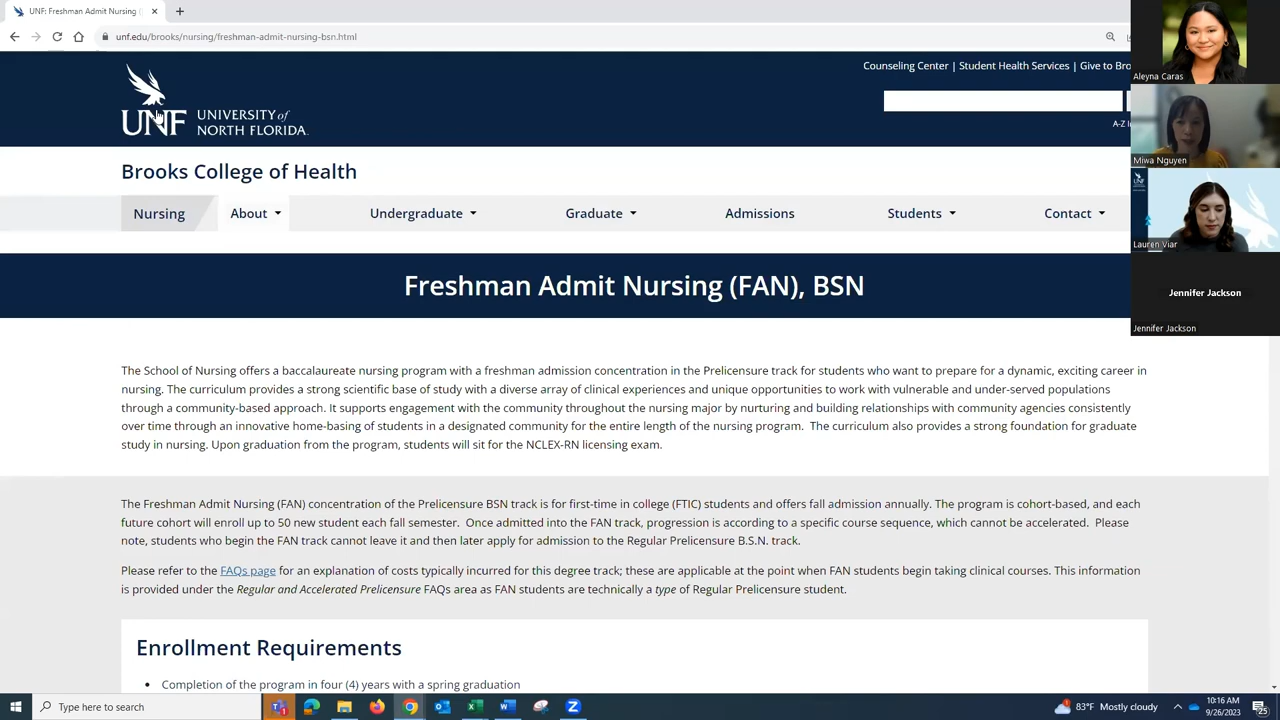 UNF: Freshman Admit Nursing (
unf.edu/brooks/nursing/freshman-admit-nursing-bsn.html
Counseling Center | Student Health Services | Give to Bro
UNF UNIVERSITY of
NORTH FLORIDA.
A-Z I
Brooks College of Health
Nursing About Undergraduate Graduate Admissions Students Contact
Freshman Admit Nursing (FAN), BSN
The School of Nursing offers a baccalaureate nursing program with a freshman admission concentration in the Prelicensure track for students who want to prepare for a dynamic, exciting career in
nursing. The curriculum provides a strong scientific base of study with a diverse array of clinical experiences and unique opportunities to work with vulnerable and under-served populations
through a community-based approach. It supports engagement with the community throughout the nursing major by nurturing and building relationships with community agencies consistently
over time through an innovative home-basing of students in a designated community for the entire length of the nursing program. The curriculum also provides a strong foundation for graduate
study in nursing. Upon graduation from the program, students will sit for the NCLEX-RN licensing exam.
The Freshman Admit Nursing (FAN) concentration of the Prelicensure BSN track is for first-time in college (FTIC) students and offers fall admission annually. The program is cohort-based, and each
future cohort will enroll up to 50 new student each fall semester. Once admitted into the FAN track, progression is according to a specific course sequence, which cannot be accelerated. Please
note, students who begin the FAN track cannot leave it and then later apply for admission to the Regular Prelicensure B.S.N. track.
Please refer to the FAQs page for an explanation of costs typically incurred for this degree track; these are applicable at the point when FAN students begin taking clinical courses. This information
is provided under the Regular and Accelerated Prelicensure FAQs area as FAN students are technically a type of Regular Prelicensure student.
Enrollment Requirements
• Completion of the program in four (4) years with a spring graduation
Aleyna Caras
Miwa Nguyen
UNF
Lauren Viar
Jennifer Jackson
Jennifer Jackson
Type here to search
83°F Mostly cloudy
10:16 AM
9/26/2023
25